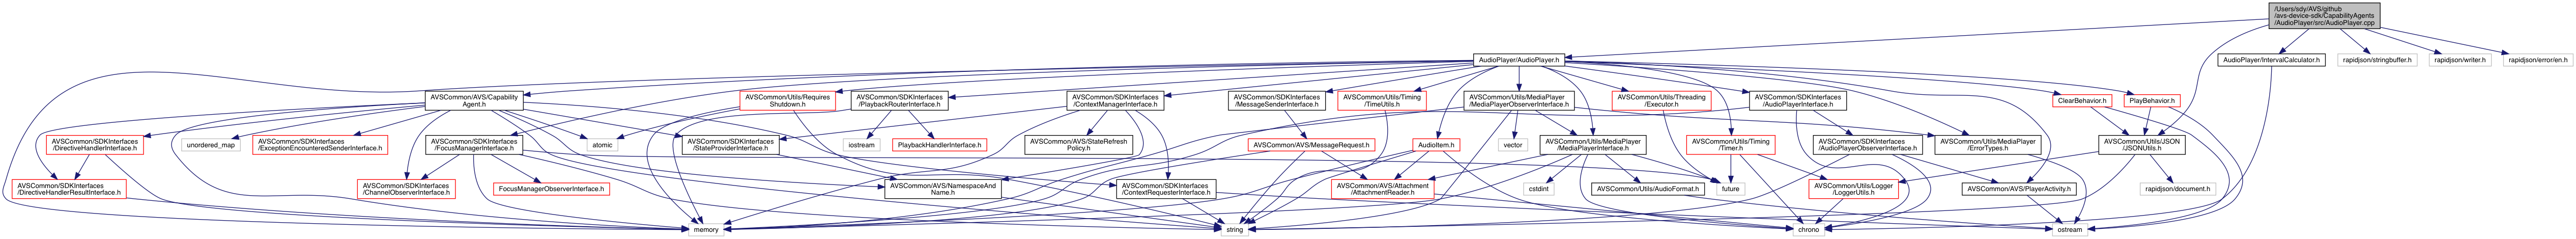 /Users/sdy/AVS/github
/avs-device-sdk/CapabilityAgents
/AudioPlayer/src/AudioPlayer.cpp
AudioPlayer/AudioPlayer.h
AudioPlayer/IntervalCalculator.h
rapidjson/stringbuffer.h
rapidjson/writer.h
rapidjson/error/en.h
AVSCommon/AVS/Capability
Agent.h
AVSCommon/Utils/Requires
Shutdown.h
AVSCommon/SDKInterfaces
/PlaybackRouterInterface.h
AVSCommon/SDKInterfaces
/ContextManagerInterface.h
AVSCommon/SDKInterfaces
/MessageSenderInterface.h
AVSCommon/Utils/Timing
/TimeUtils.h
AVSCommon/Utils/MediaPlayer
/MediaPlayerObserverInterface.h
AVSCommon/Utils/Threading
/Executor.h
AVSCommon/SDKInterfaces
/AudioPlayerInterface.h
ClearBehavior.h
PlayBehavior.h
AVSCommon/SDKInterfaces
/DirectiveHandlerInterface.h
unordered_map
AVSCommon/SDKInterfaces
/ExceptionEncounteredSenderInterface.h
AVSCommon/SDKInterfaces
/FocusManagerInterface.h
atomic
AVSCommon/SDKInterfaces
/StateProviderInterface.h
iostream
PlaybackHandlerInterface.h
AVSCommon/AVS/StateRefresh
Policy.h
AVSCommon/AVS/MessageRequest.h
AudioItem.h
vector
AVSCommon/Utils/MediaPlayer
/MediaPlayerInterface.h
AVSCommon/Utils/Timing
/Timer.h
AVSCommon/SDKInterfaces
/AudioPlayerObserverInterface.h
AVSCommon/Utils/MediaPlayer
/ErrorTypes.h
AVSCommon/Utils/JSON
/JSONUtils.h
AVSCommon/SDKInterfaces
/DirectiveHandlerResultInterface.h
AVSCommon/SDKInterfaces
/ChannelObserverInterface.h
FocusManagerObserverInterface.h
AVSCommon/AVS/NamespaceAnd
Name.h
AVSCommon/SDKInterfaces
/ContextRequesterInterface.h
AVSCommon/AVS/Attachment
/AttachmentReader.h
cstdint
AVSCommon/Utils/AudioFormat.h
future
AVSCommon/Utils/Logger
/LoggerUtils.h
AVSCommon/AVS/PlayerActivity.h
rapidjson/document.h
memory
string
chrono
ostream